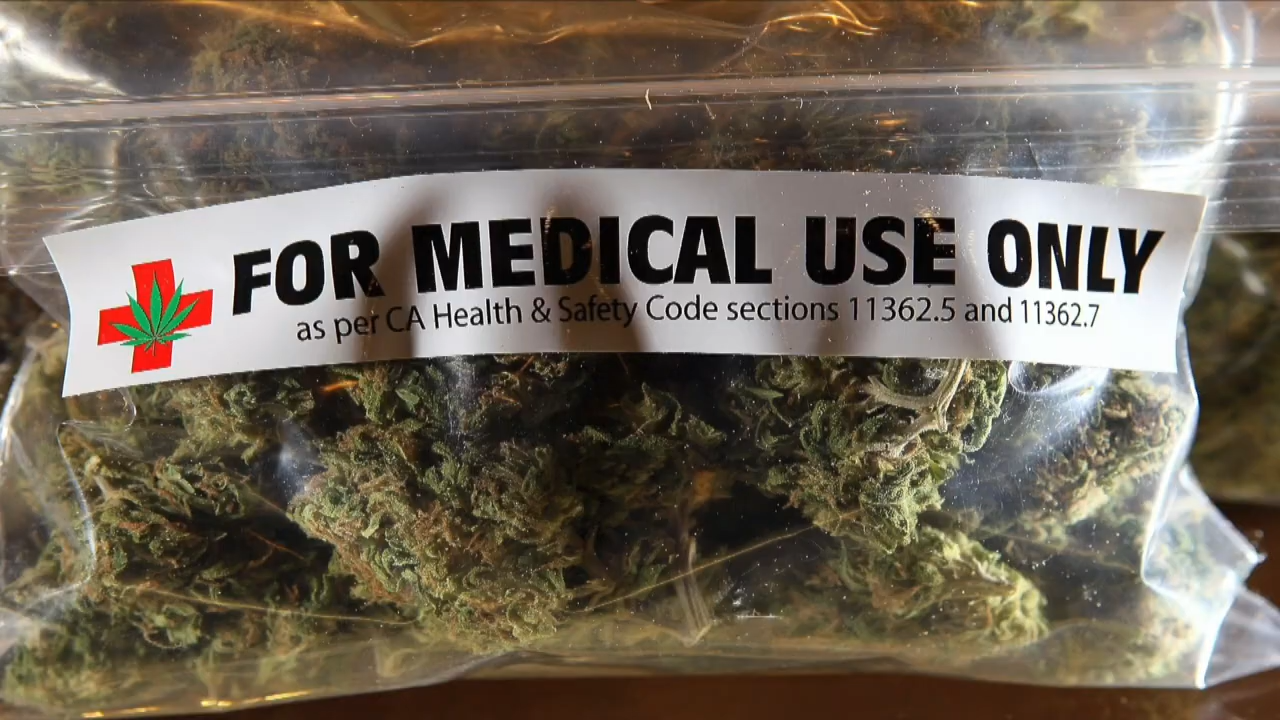 FOR MEDICAL USE ONLY
as per CA Health & Safety Code sections 11362.5 and 11362.7